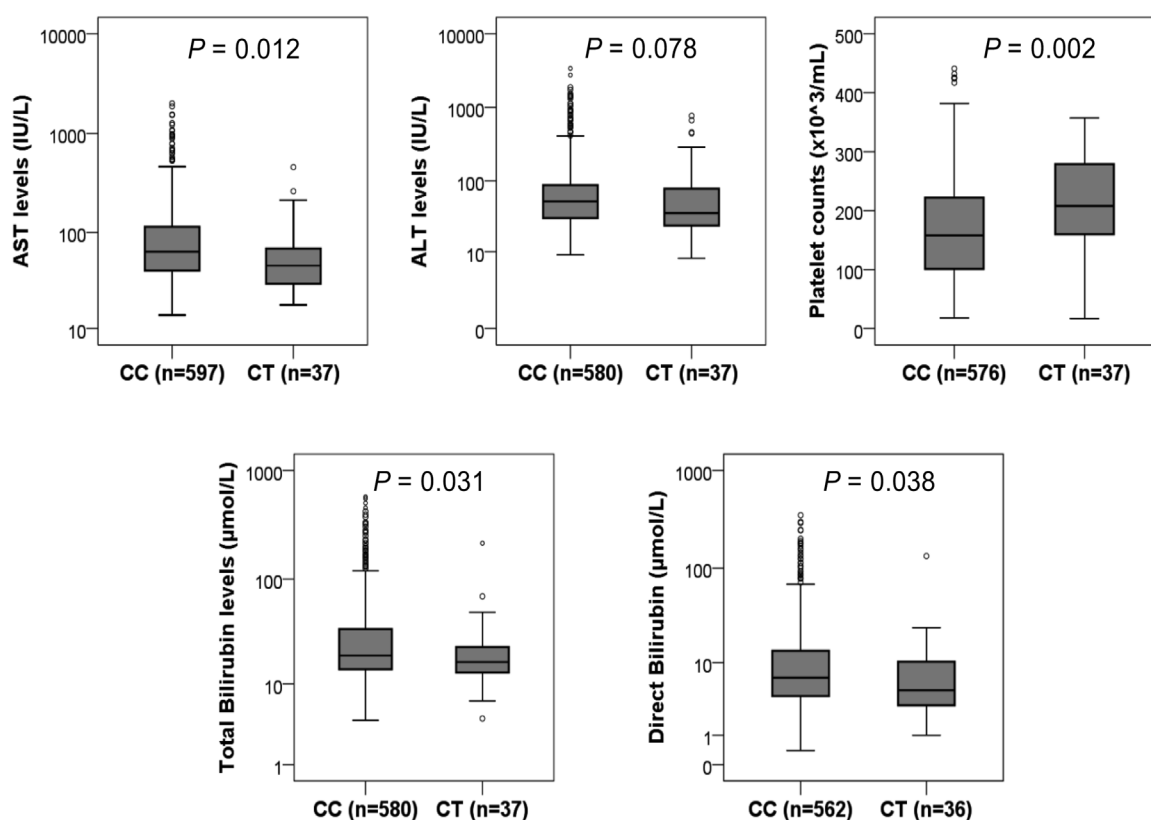 P = 0.012
AST levels (IU/L)
10000
1000
100
10
CC (n=597) CT (n=37)
P = 0.078
ALT levels (IU/L)
10000
1000
100
10
0
CC (n=580) CT (n=37)
P = 0.002
Platelet counts (x10^3/mL)
500
400
300
200
100
0
CC (n=576) CT (n=37)
P = 0.031
Total Bilirubin levels (µmol/L)
1000
100
10
1
CC (n=580) CT (n=37)
P = 0.038
Direct Bilirubin (µmol/L)
1000
100
10
1
0
CC (n=562) CT (n=36)